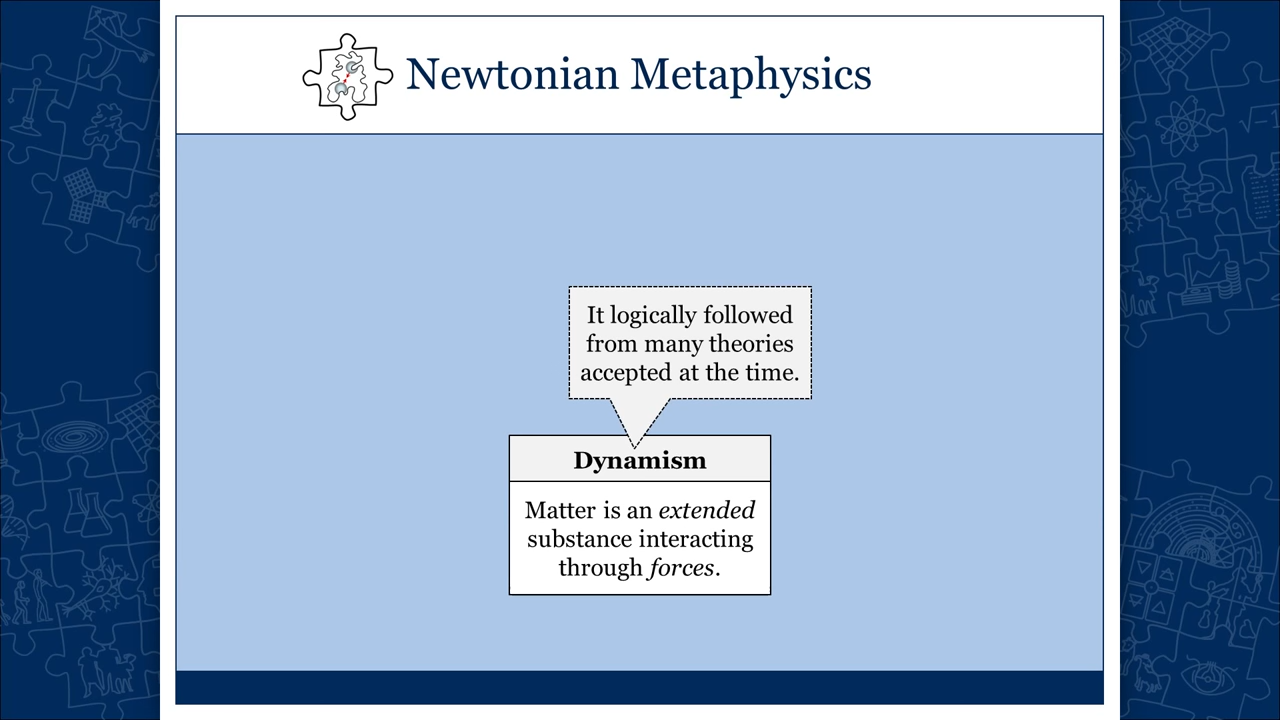 Newtonian Metaphysics
It logically followed
from many theories
accepted at the time.
Dynamism
Matter is an extended
substance interacting
through forces.
√-1